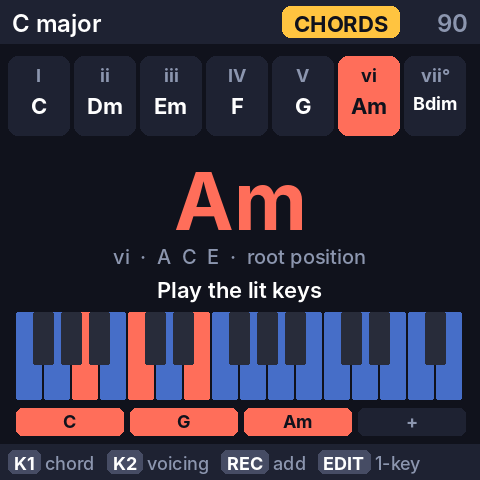 C major CHORDS 90
I ii iii IV V vi vii°
C Dm Em F G Am Bdim
Am
vi · A C E · root position
Play the lit keys
C G Am +
K1 chord K2 voicing REC add EDIT 1-key